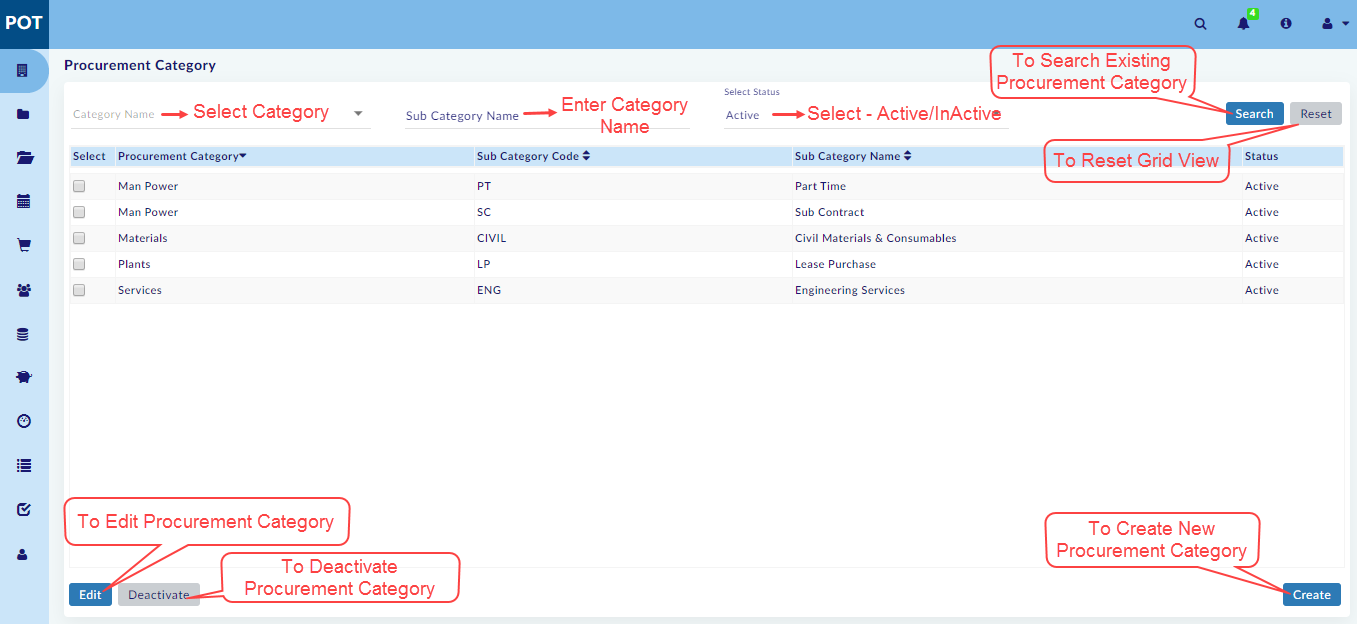 POT
4
Procurement Category
To Search Existing
Procurement Category
Select Status
Category Name
Select Category
Sub Category Name
Enter Category
Name
Active
Select - Active/InActive
Search
Reset
To Reset Grid View
Select Procurement Category Sub Category Code Sub Category Name Status
Man Power PT Part Time Active
Man Power SC Sub Contract Active
Materials CIVIL Civil Materials & Consumables Active
Plants LP Lease Purchase Active
Services ENG Engineering Services Active
To Edit Procurement Category
To Deactivate
Procurement Category
To Create New
Procurement Category
Edit
Deactivate
Create